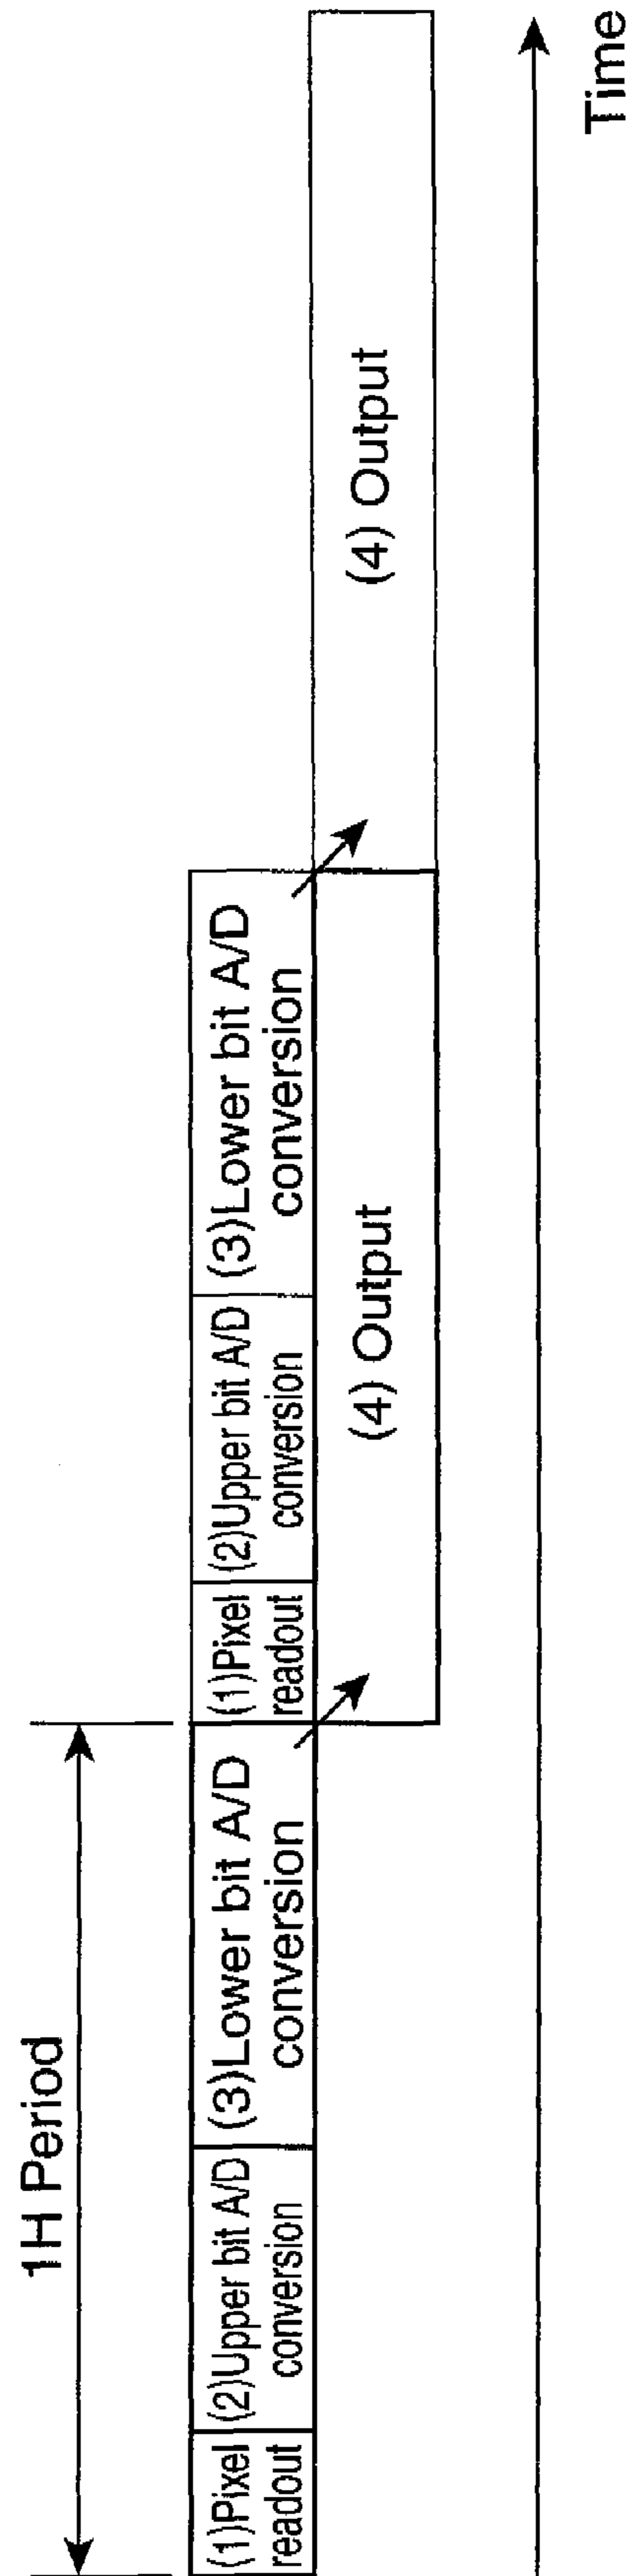 1H Period
(1)Pixel
readout
(2)Upper bit A/D
conversion
(3)Lower bit A/D
conversion
(1)Pixel
readout
(2)Upper bit A/D
conversion
(3)Lower bit A/D
conversion
(4) Output
(4) Output
Time